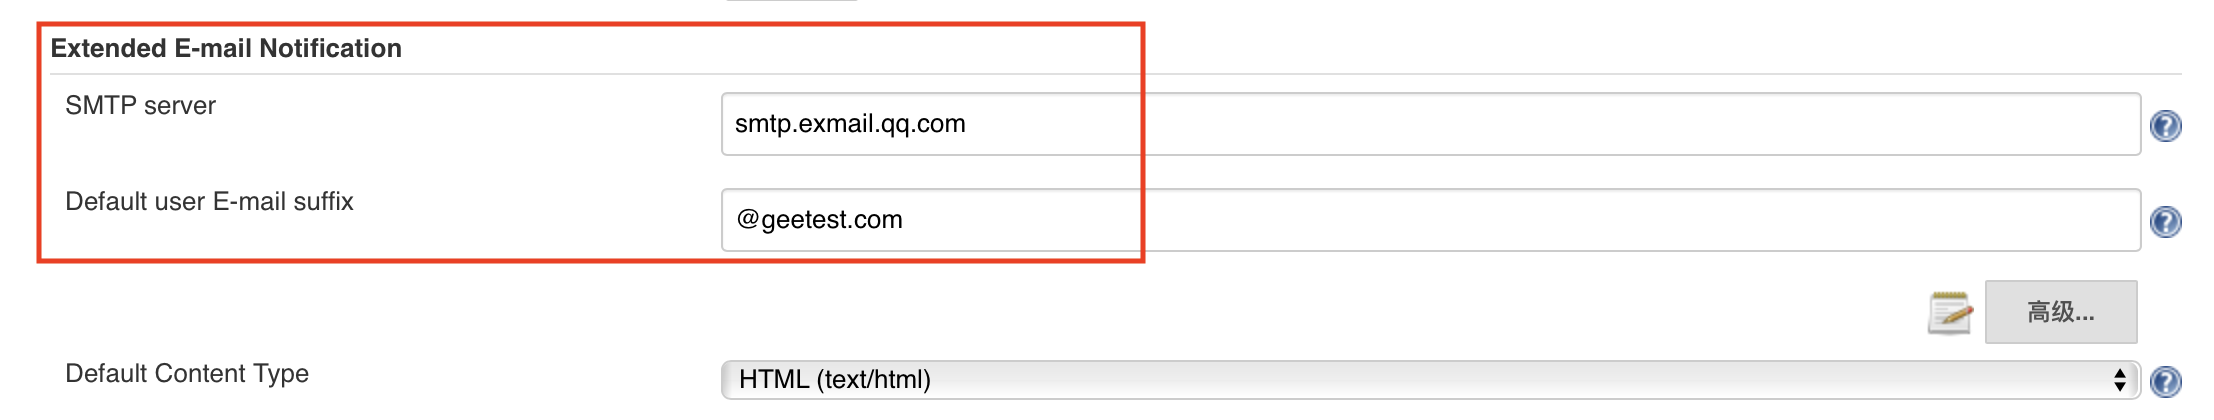 Extended E-mail Notification
SMTP server
smtp.exmail.qq.com
?
Default user E-mail suffix
@geetest.com
?
高级...
Default Content Type
HTML (text/html)
?